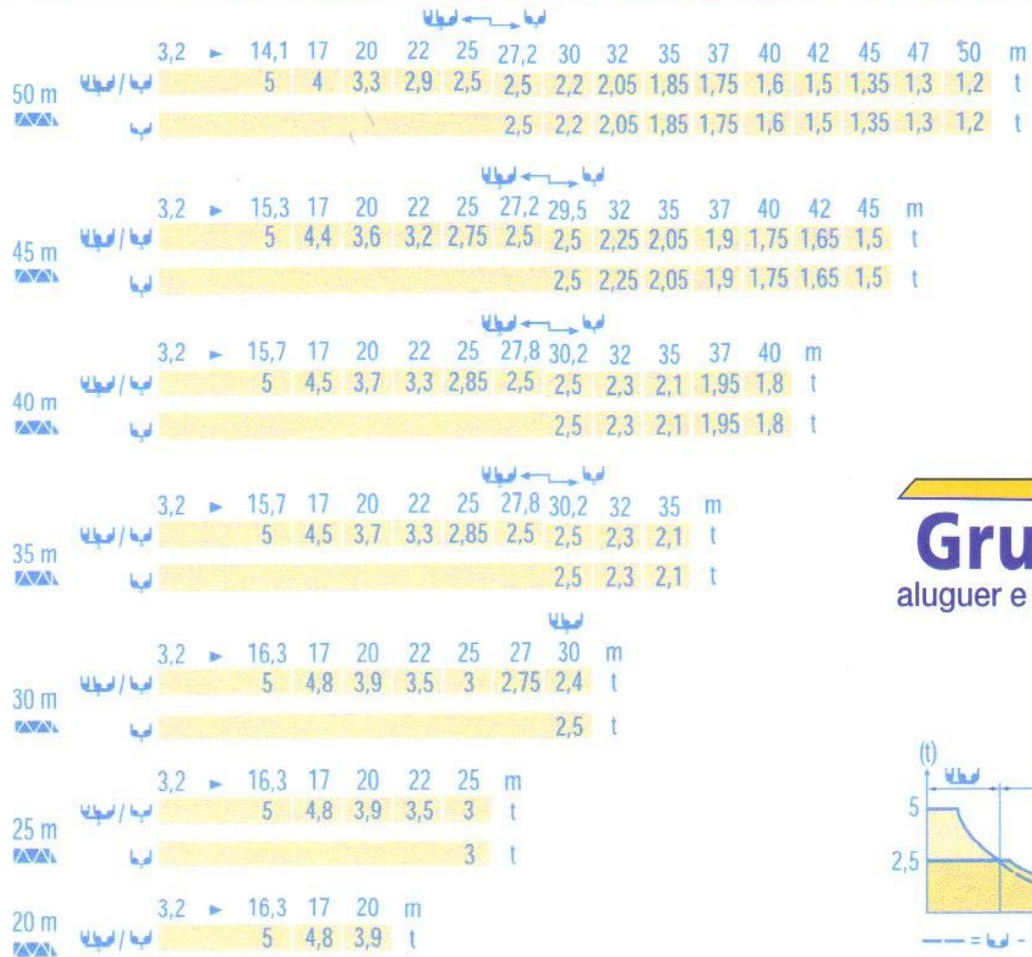 3,2 ► 14,1 17 20 22 25 27,2 30 32 35 37 40 42 45 47 50 m
50 m / 5 4 3,3 2,9 2,5 2,5 2,2 2,05 1,85 1,75 1,6 1,5 1,35 1,3 1,2 t
2,5 2,2 2,05 1,85 1,75 1,6 1,5 1,35 1,3 1,2 t
3,2 ► 15,3 17 20 22 25 27,2 29,5 32 35 37 40 42 45 m
45 m / 5 4,4 3,6 3,2 2,75 2,5 2,5 2,25 2,05 1,9 1,75 1,65 1,5 t
2,5 2,25 2,05 1,9 1,75 1,65 1,5 t
3,2 ► 15,7 17 20 22 25 27,8 30,2 32 35 37 40 m
40 m / 5 4,5 3,7 3,3 2,85 2,5 2,5 2,3 2,1 1,95 1,8 t
2,5 2,3 2,1 1,95 1,8 t
3,2 ► 15,7 17 20 22 25 27,8 30,2 32 35 m
35 m / 5 4,5 3,7 3,3 2,85 2,5 2,5 2,3 2,1 t
2,5 2,3 2,1 t
3,2 ► 16,3 17 20 22 25 27 30 m
30 m / 5 4,8 3,9 3,5 3 2,75 2,4 t
2,5 t
3,2 ► 16,3 17 20 22 25 m
25 m / 5 4,8 3,9 3,5 3 t
3 t
3,2 ► 16,3 17 20 m
20 m / 5 4,8 3,9 t
Gru
aluguer e
(t)
5
2,5
= -